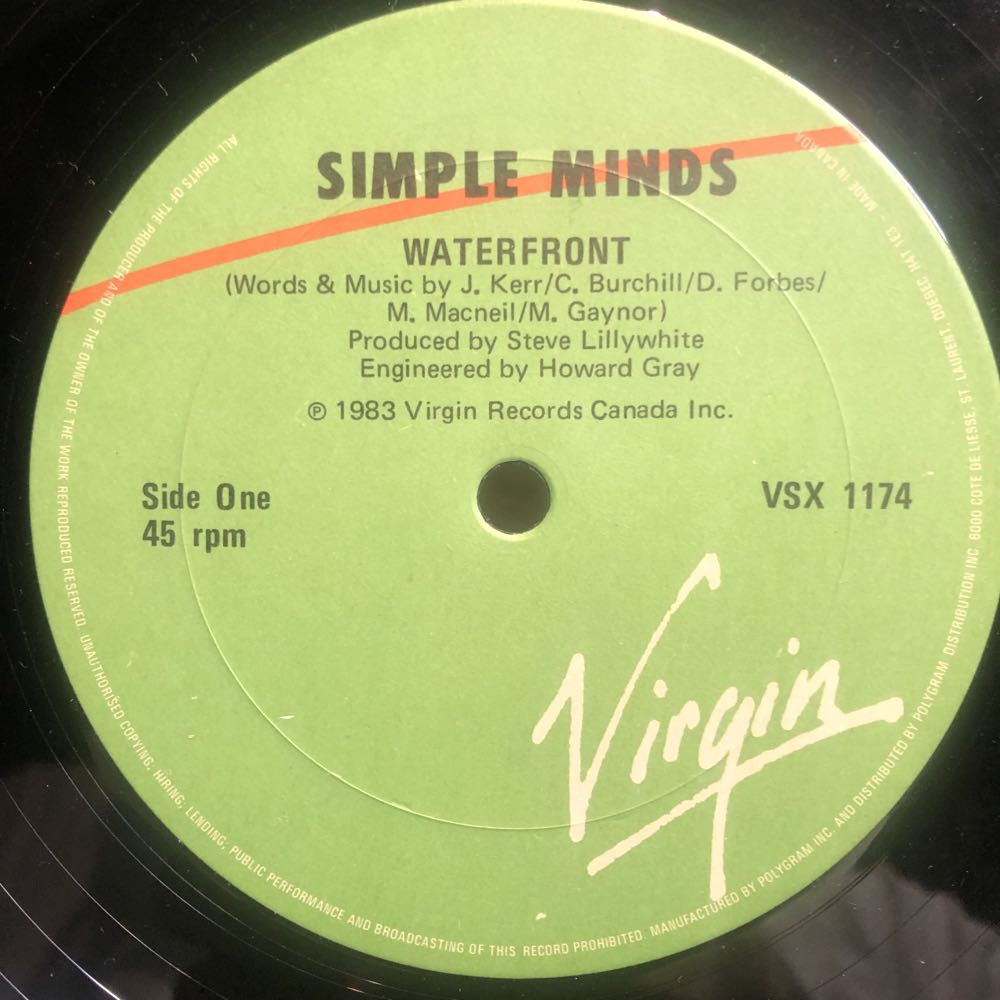 SIMPLE MINDS
WATERFRONT
(Words & Music by J. Kerr/C. Burchill/D. Forbes/
M. Macneil/M. Gaynor)
Produced by Steve Lillywhite
Engineered by Howard Gray
℗ 1983 Virgin Records Canada Inc.
Side One
45 rpm
VSX 1174
Virgin
ALL RIGHTS OF THE PRODUCER AND OF THE OWNER OF THE WORK REPRODUCED RESERVED. UNAUTHORISED COPYING, HIRING, LENDING, PUBLIC PERFORMANCE AND BROADCASTING OF THIS RECORD PROHIBITED. MANUFACTURED BY POLYGRAM INC. AND DISTRIBUTED BY POLYGRAM DISTRIBUTION INC. 6000 COTE DE LIESSE, ST. LAURENT, QUEBEC, H4T 1E3 – MADE IN CANADA